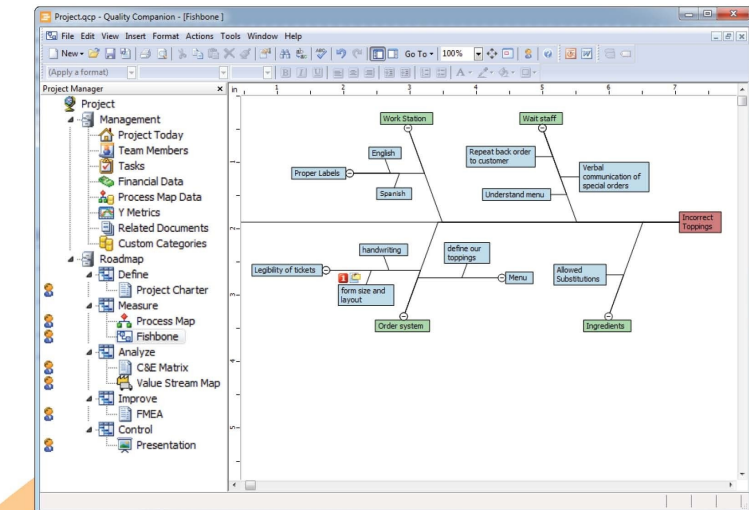 Project.qcp - Quality Companion - [Fishbone ]
File Edit View Insert Format Actions Tools Window Help
New Go To 100%
(Apply a format)
B I U A
Project Manager x
in 1 2 3 4 5 6 7
Project
Management
Project Today
Team Members
Tasks
Financial Data
Process Map Data
Y Metrics
Related Documents
Custom Categories
Roadmap
Define
Project Charter
Measure
Process Map
Fishbone
Analyze
C&E Matrix
Value Stream Map
Improve
FMEA
Control
Presentation
1
2
3
4
5
Work Station
Wait staff
English
Proper Labels
Spanish
Repeat back order
to customer
Verbal
communication of
special orders
Understand menu
Incorrect
Toppings
handwriting
define our
toppings
Legibility of tickets
1
form size and
layout
Menu
Allowed
Substitutions
Order system
Ingredients